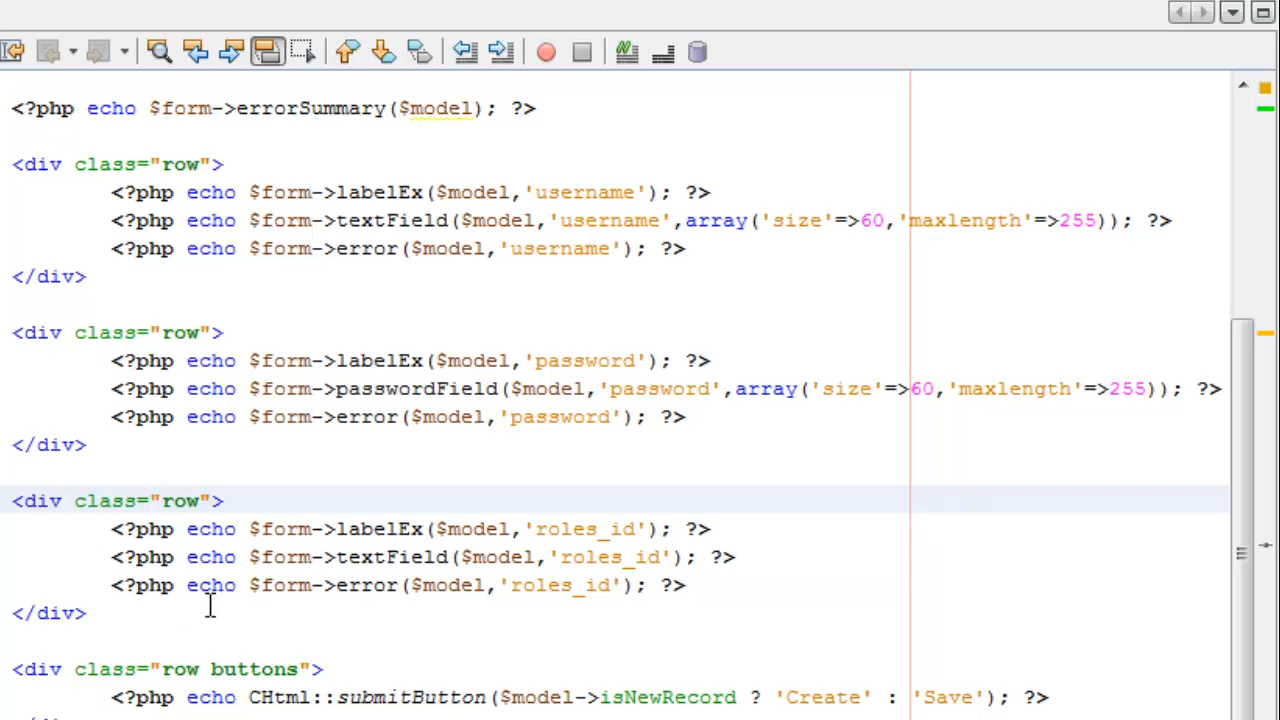 <?php echo $form->errorSummary($model); ?>
<div class="row">
<?php echo $form->labelEx($model,'username'); ?>
<?php echo $form->textField($model,'username',array('size'=>60,'maxlength'=>255)); ?>
<?php echo $form->error($model,'username'); ?>
</div>
<div class="row">
<?php echo $form->labelEx($model,'password'); ?>
<?php echo $form->passwordField($model,'password',array('size'=>60,'maxlength'=>255)); ?>
<?php echo $form->error($model,'password'); ?>
</div>
<div class="row">
<?php echo $form->labelEx($model,'roles_id'); ?>
<?php echo $form->textField($model,'roles_id'); ?>
<?php echo $form->error($model,'roles_id'); ?>
</div>
<div class="row buttons">
<?php echo CHtml::submitButton($model->isNewRecord ? 'Create' : 'Save'); ?>